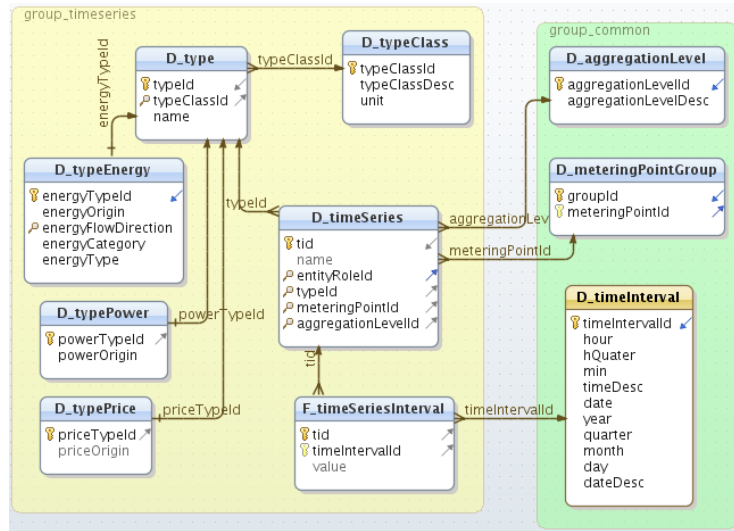 group_timeseries
D_type
typeId
typeClassId
name
typeClassId
D_typeClass
typeClassId
typeClassDesc
unit
energyTypeId
D_typeEnergy
energyTypeId
energyOrigin
energyFlowDirection
energyCategory
energyType
typeId
D_timeSeries
tid
name
entityRoleId
typeId
meteringPointId
aggregationLevelId
aggregationLev
meteringPointId
D_typePower
powerTypeId
powerOrigin
powerTypeId
D_typePrice
priceTypeId
priceOrigin
priceTypeId
tid
F_timeSeriesInterval
tid
timeIntervalId
value
timeIntervalId
group_common
D_aggregationLevel
aggregationLevelId
aggregationLevelDesc
D_meteringPointGroup
groupId
meteringPointId
D_timeInterval
timeIntervalId
hour
hQuater
min
timeDesc
date
year
quarter
month
day
dateDesc